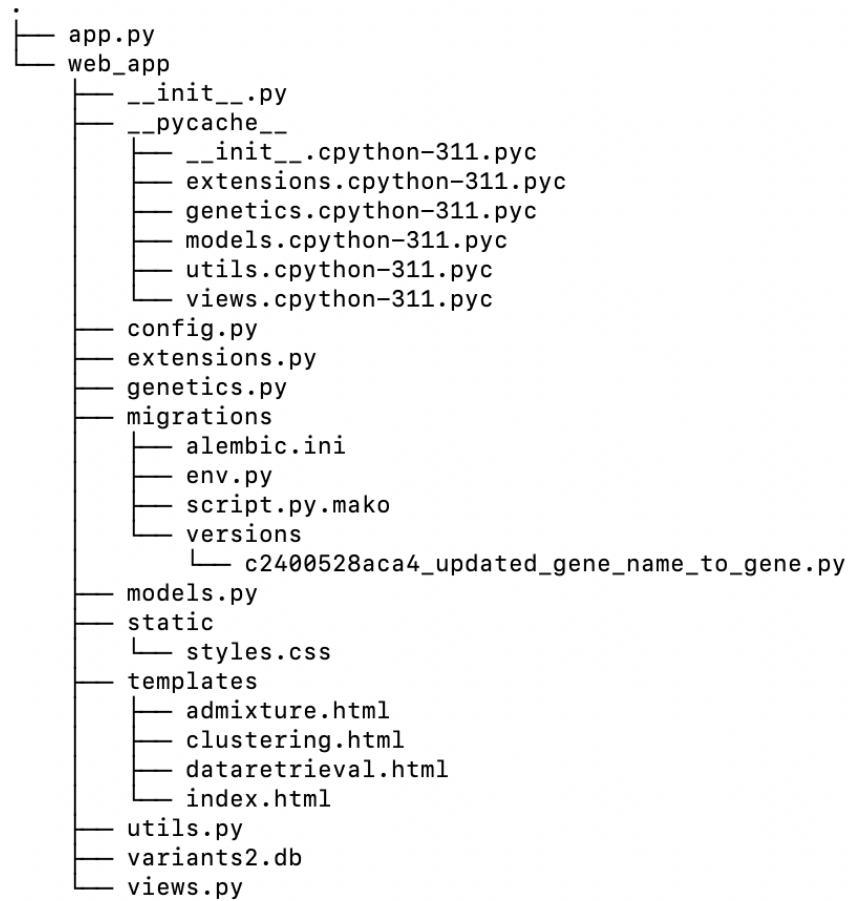 .
├── app.py
└── web_app
    ├── __init__.py
    ├── __pycache__
    │   ├── __init__.cpython-311.pyc
    │   ├── extensions.cpython-311.pyc
    │   ├── genetics.cpython-311.pyc
    │   ├── models.cpython-311.pyc
    │   ├── utils.cpython-311.pyc
    │   └── views.cpython-311.pyc
    ├── config.py
    ├── extensions.py
    ├── genetics.py
    ├── migrations
    │   ├── alembic.ini
    │   ├── env.py
    │   ├── script.py.mako
    │   └── versions
    │       └── c2400528aca4_updated_gene_name_to_gene.py
    ├── models.py
    ├── static
    │   └── styles.css
    ├── templates
    │   ├── admixture.html
    │   ├── clustering.html
    │   ├── dataretrieval.html
    │   └── index.html
    ├── utils.py
    ├── variants2.db
    └── views.py